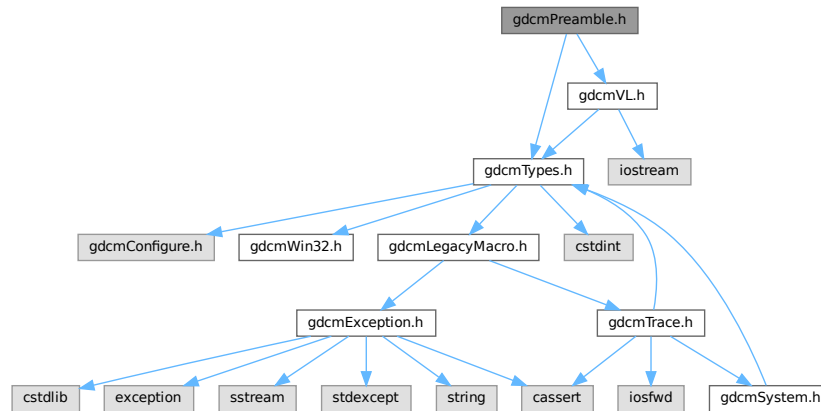 gdcmPreamble.h
gdcmVL.h
gdcmTypes.h
iostream
gdcmConfigure.h
gdcmWin32.h
gdcmLegacyMacro.h
cstdint
gdcmException.h
gdcmTrace.h
cstdlib
exception
sstream
stdexcept
string
cassert
iosfwd
gdcmSystem.h